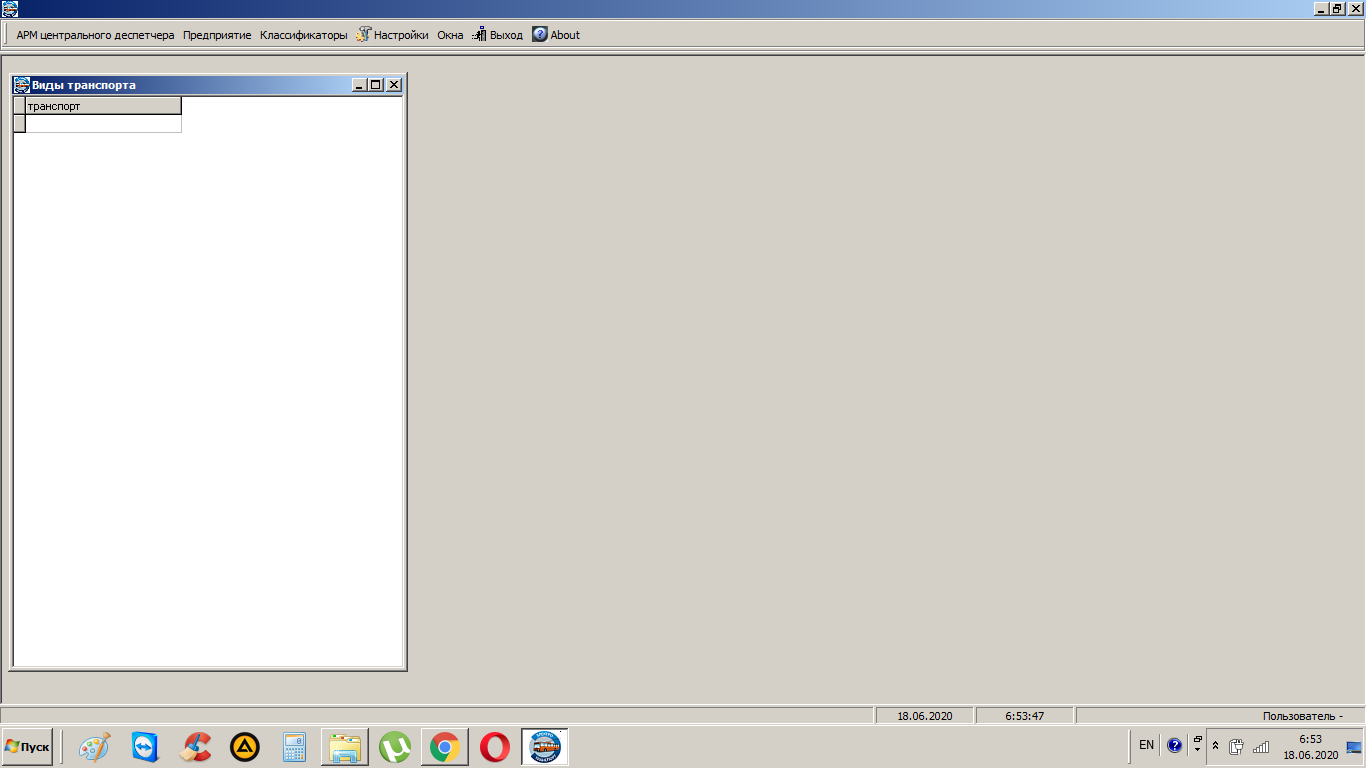 АРМ центрального деспетчера Предприятие Классификаторы Настройки Окна Выход About
Виды транспорта
транспорт
18.06.2020 6:53:47 Пользователь -
Пуск EN 6:53
18.06.2020